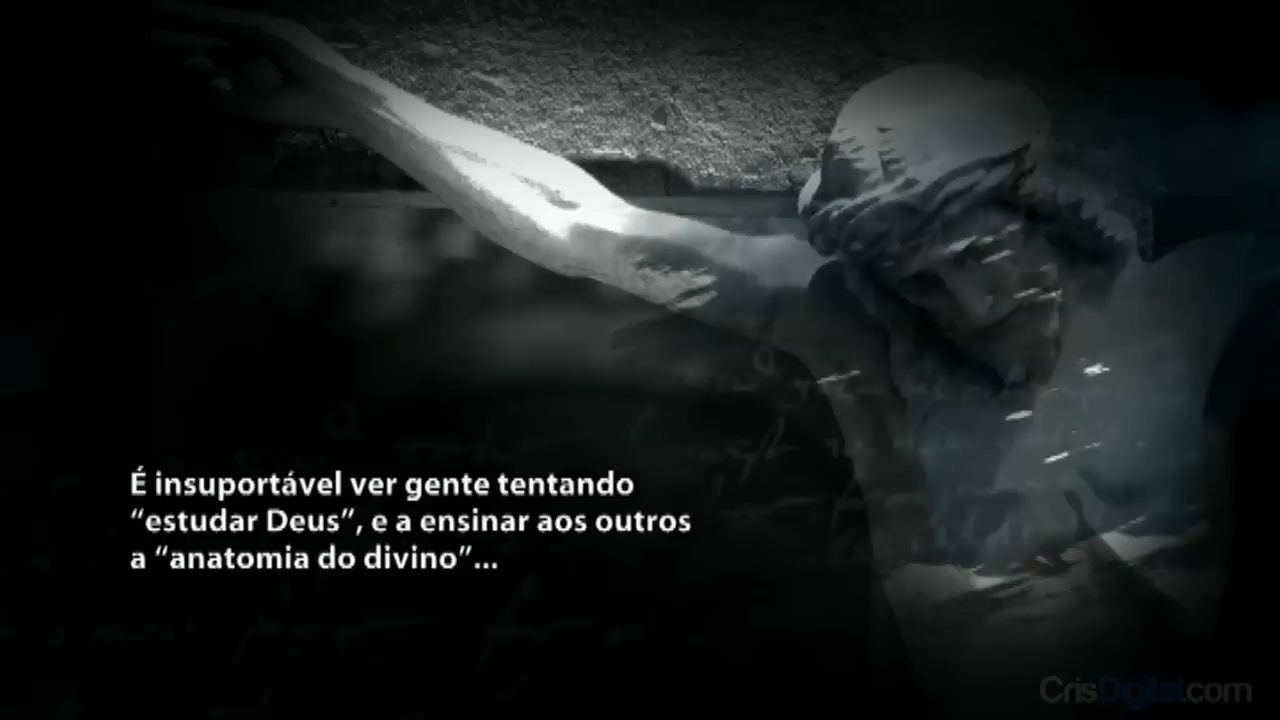 É insuportável ver gente tentando
“estudar Deus”, e a ensinar aos outros
a “anatomia do divino”...
CrisDigital.com